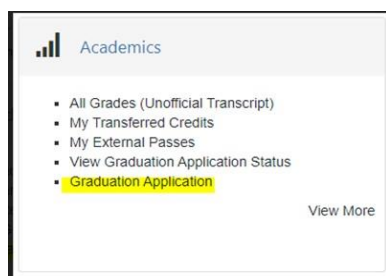 Academics
All Grades (Unofficial Transcript)
My Transferred Credits
My External Passes
View Graduation Application Status
Graduation Application
View More